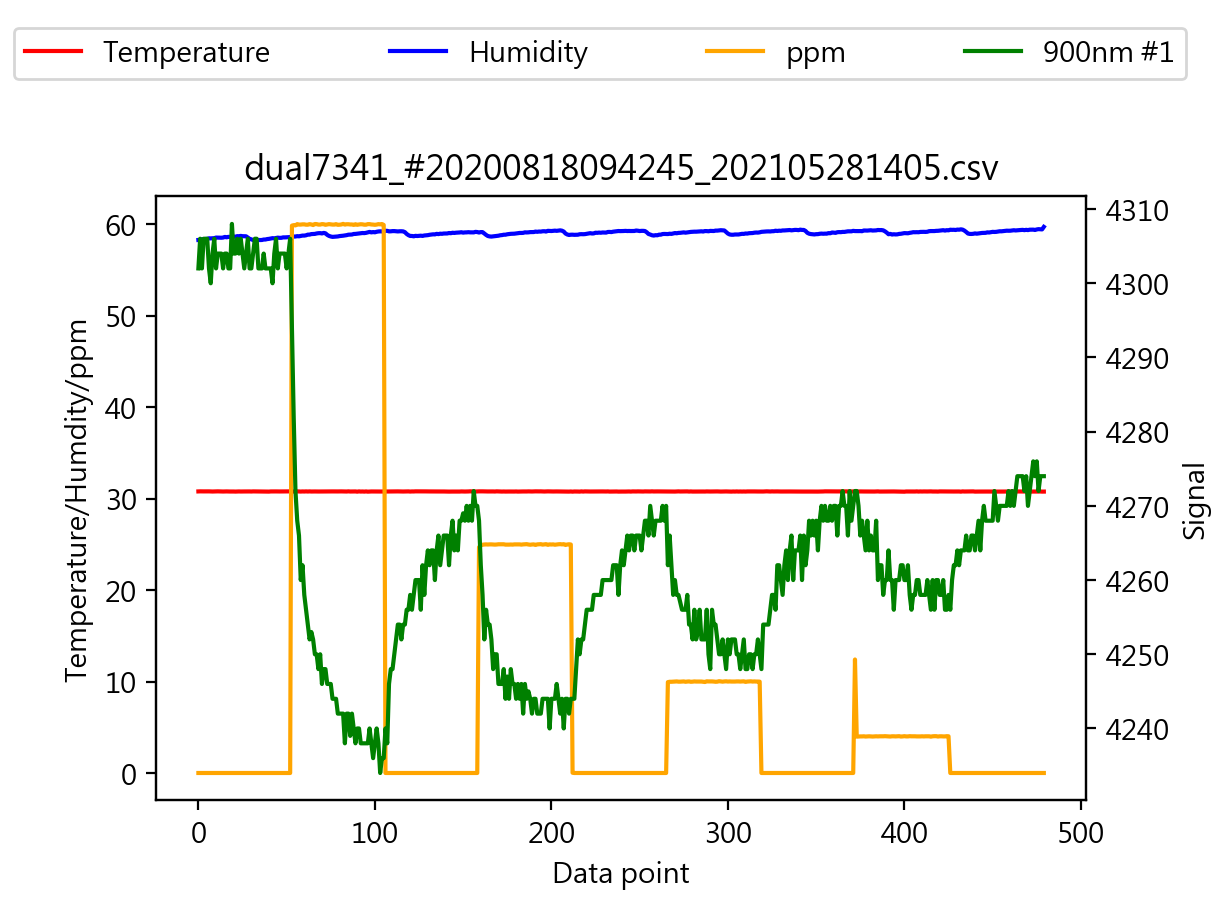 Temperature Humidity ppm 900nm #1
dual7341_#20200818094245_202105281405.csv
60
50
40
30
20
10
0
Temperature/Humdity/ppm
4310
4300
4290
4280
4270
4260
4250
4240
Signal
0 100 200 300 400 500
Data point